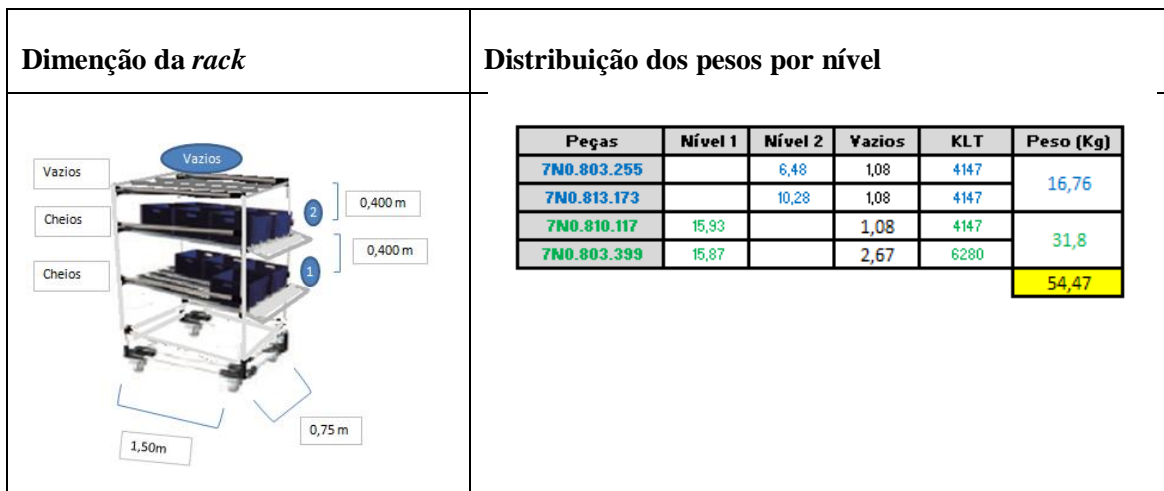 Dimenção da rack
Distribuição dos pesos por nível
Vazios
Vazios
Cheios
Cheios
2
1
0,400 m
0,400 m
0,75 m
1,50m
Peças Nível 1 Nível 2 Vazios KLT Peso (Kg)
7N0.803.255 6,48 1,08 4147 16,76
7N0.813.173 10,28 1,08 4147
7N0.810.117 15,93 1,08 4147 31,8
7N0.803.399 15,87 2,67 6280
54,47